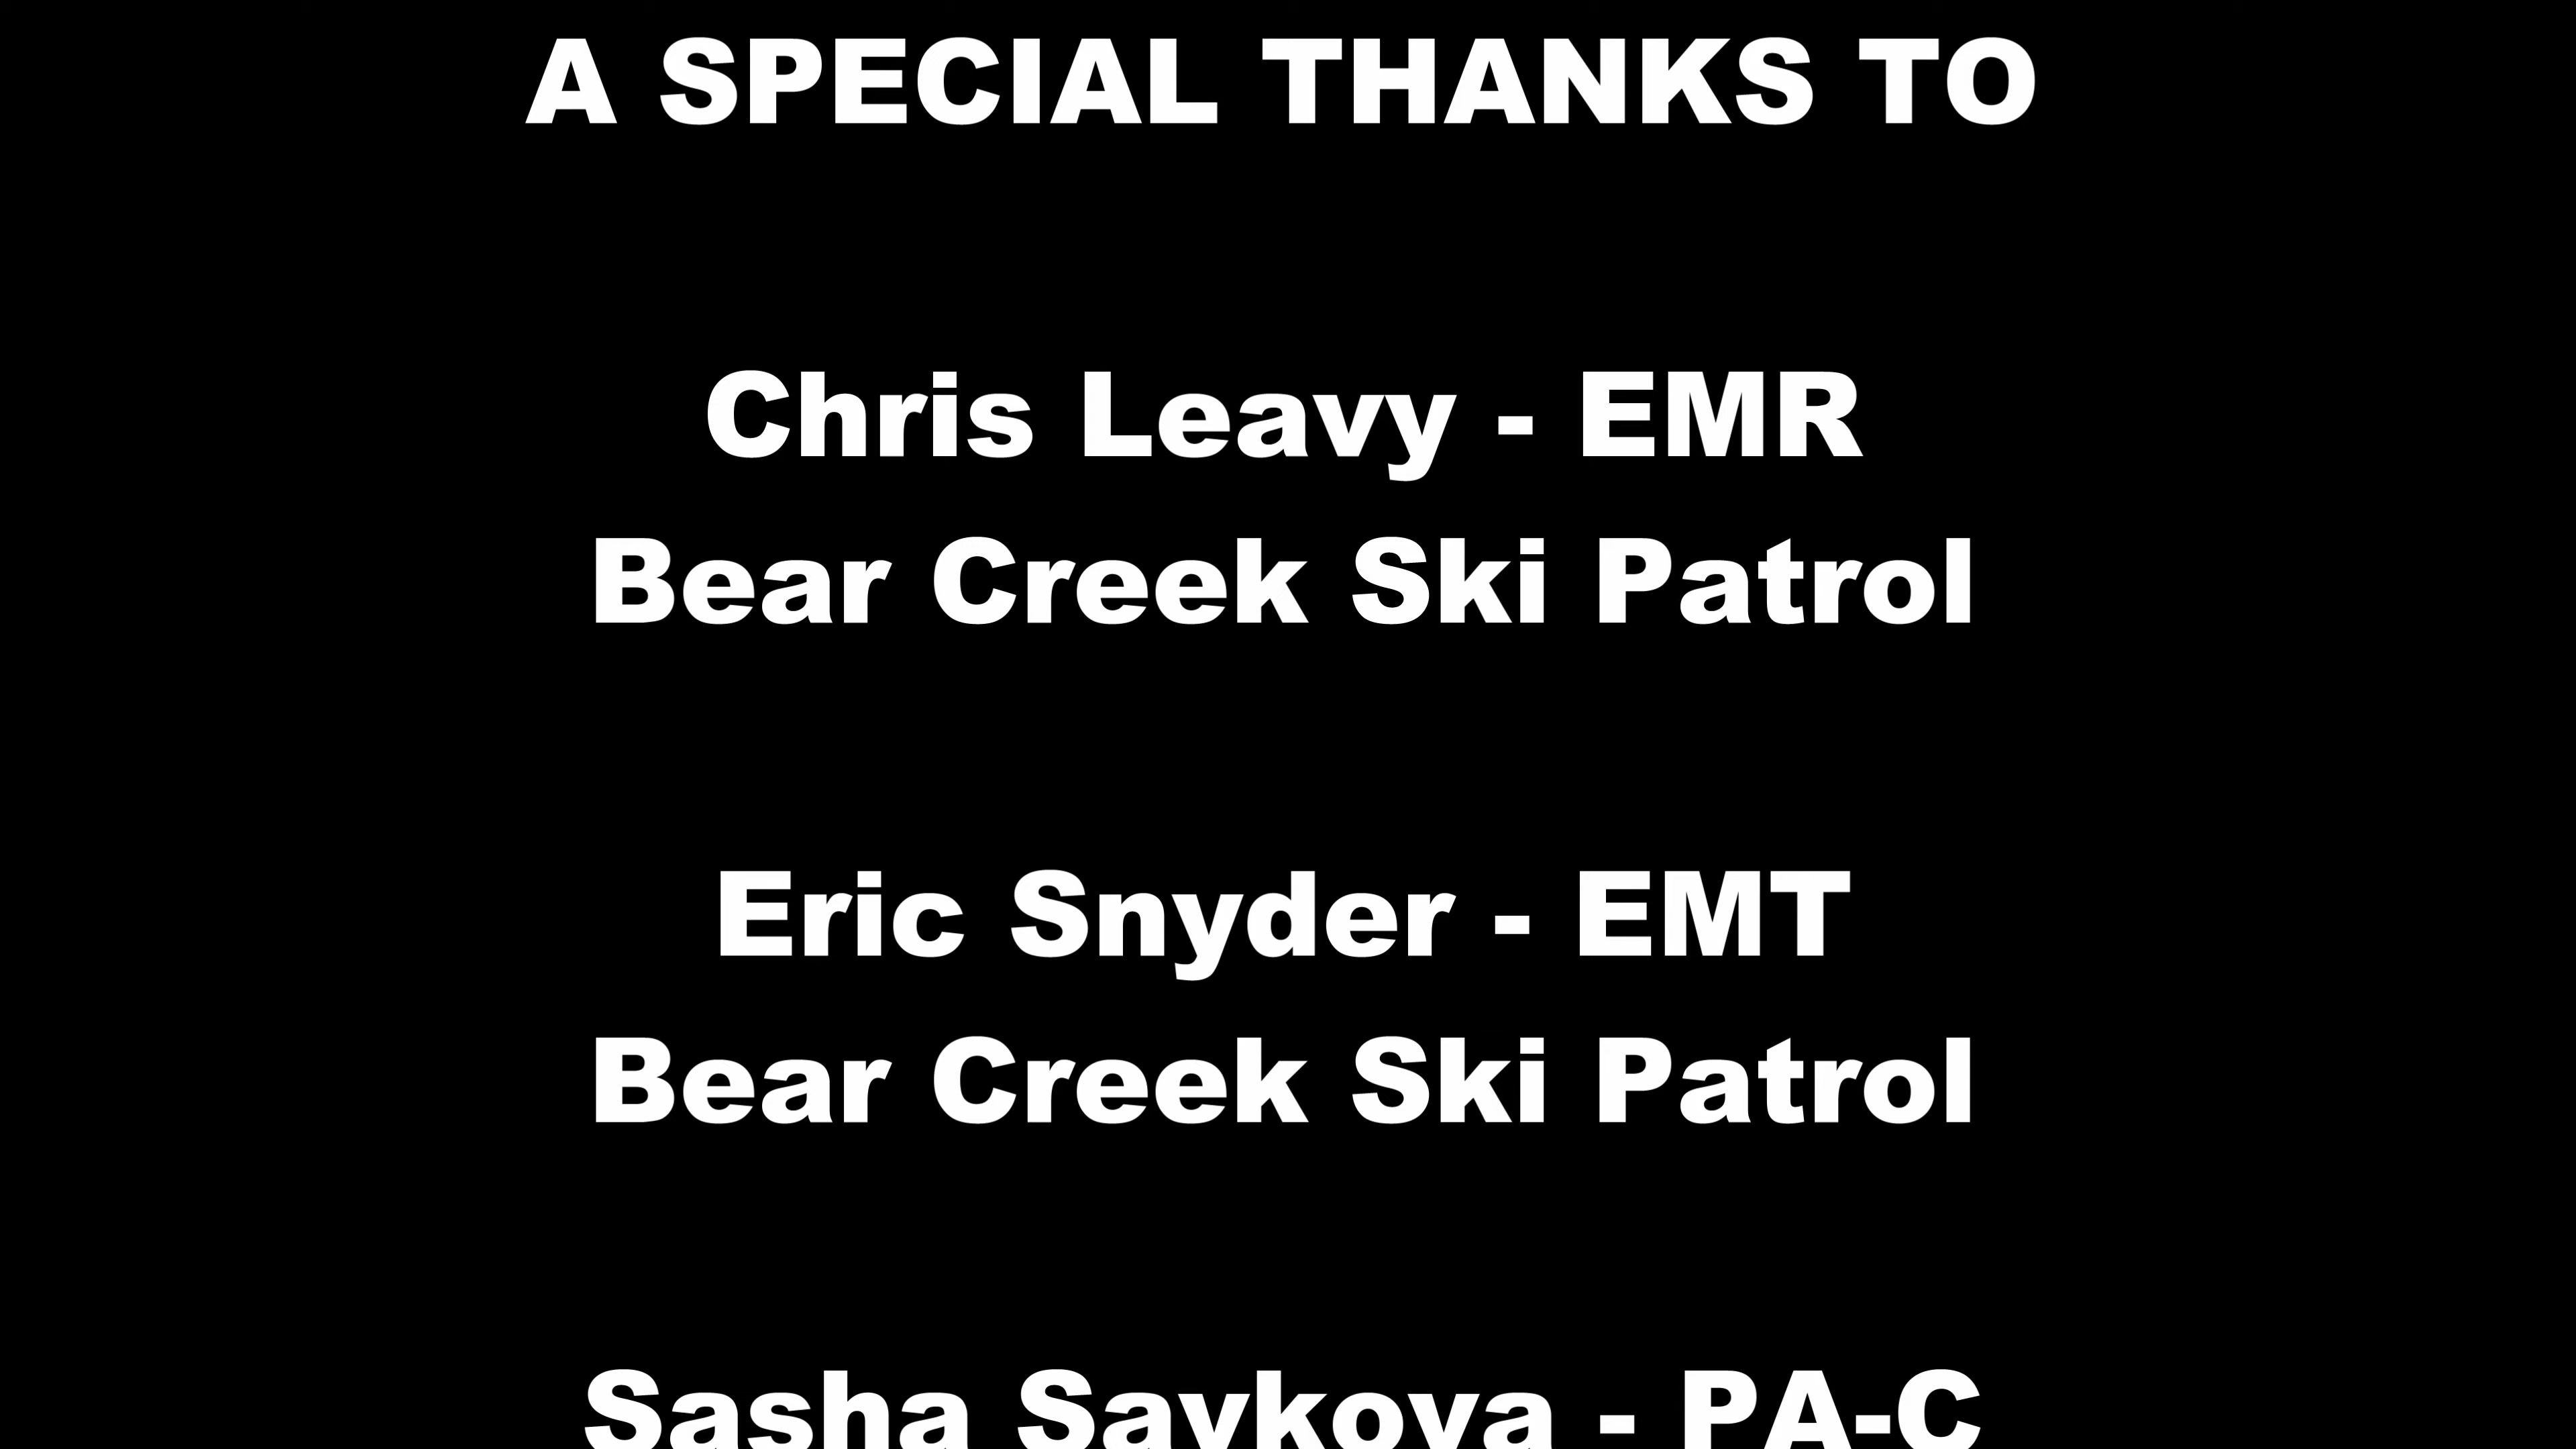 A SPECIAL THANKS TO
Chris Leavy - EMR
Bear Creek Ski Patrol
Eric Snyder - EMT
Bear Creek Ski Patrol
Sasha - PA-C